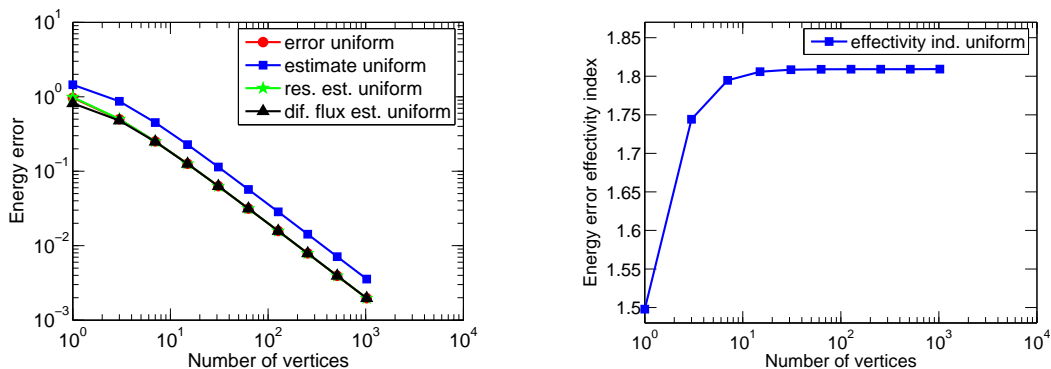 10^1
10^0
10^-1
10^-2
10^-3
Energy error
error uniform
estimate uniform
res. est. uniform
dif. flux est. uniform
10^0
10^1
10^2
10^3
10^4
Number of vertices
1.85
1.8
1.75
1.7
1.65
1.6
1.55
1.5
Energy error effectivity index
effectivity ind. uniform
10^0
10^1
10^2
10^3
10^4
Number of vertices